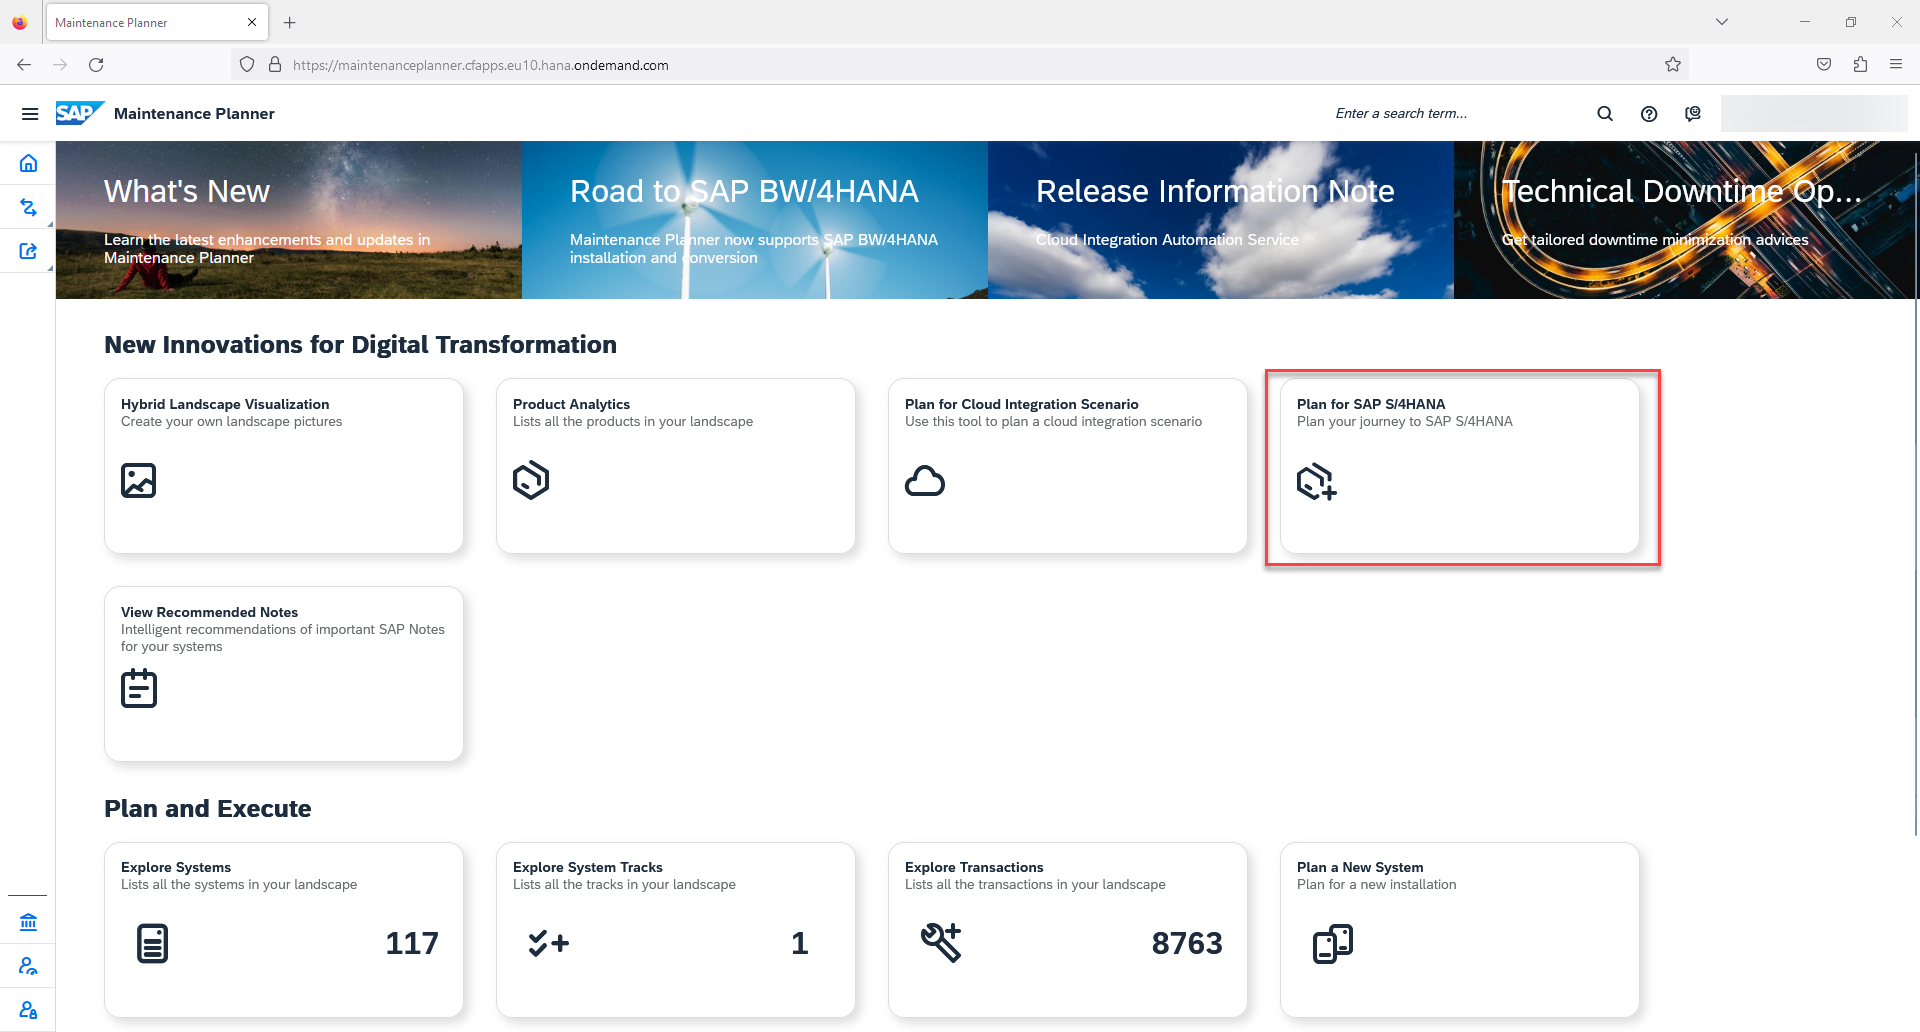 Maintenance Planner
https://maintenanceplanner.cfapps.eu10.hana.ondemand.com
SAP
Maintenance Planner
Enter a search term...
What's New
Learn the latest enhancements and updates in
Maintenance Planner
Road to SAP BW/4HANA
Maintenance Planner now supports SAP BW/4HANA
installation and conversion
Release Information Note
Cloud Integration Automation Service
Technical Downtime Op...
Get tailored downtime minimization advices
New Innovations for Digital Transformation
Hybrid Landscape Visualization
Create your own landscape pictures
Product Analytics
Lists all the products in your landscape
Plan for Cloud Integration Scenario
Use this tool to plan a cloud integration scenario
Plan for SAP S/4HANA
Plan your journey to SAP S/4HANA
View Recommended Notes
Intelligent recommendations of important SAP Notes
for your systems
Plan and Execute
Explore Systems
Lists all the systems in your landscape
117
Explore System Tracks
Lists all the tracks in your landscape
1
Explore Transactions
Lists all the transactions in your landscape
8763
Plan a New System
Plan for a new installation